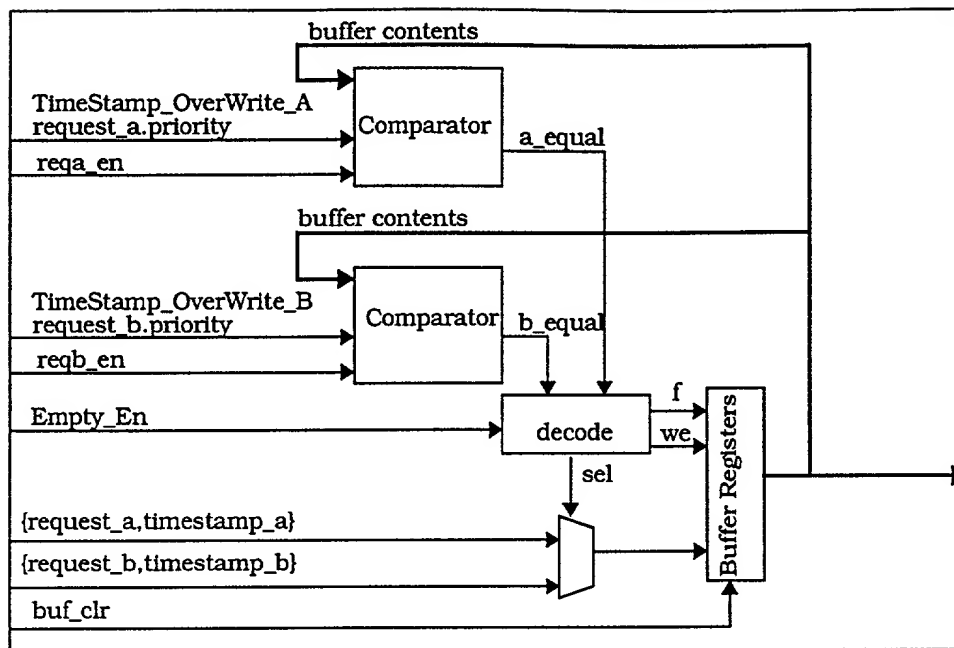 buffer contents
TimeStamp_OverWrite_A
request_a.priority
Comparator
a_equal
reqa_en
buffer contents
TimeStamp_OverWrite_B
request_b.priority
Comparator
b_equal
reqb_en
Empty_En
decode
f
we
sel
Buffer Registers
{request_a,timestamp_a}
{request_b,timestamp_b}
buf_clr